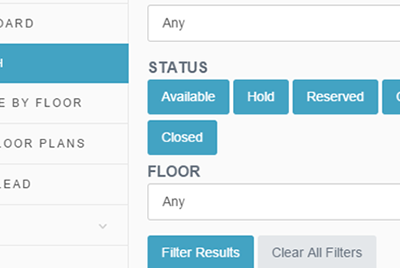 OARD
Any
H
STATUS
Available Hold Reserved
E BY FLOOR
Closed
LOOR PLANS
FLOOR
LEAD
Any
Filter Results Clear All Filters